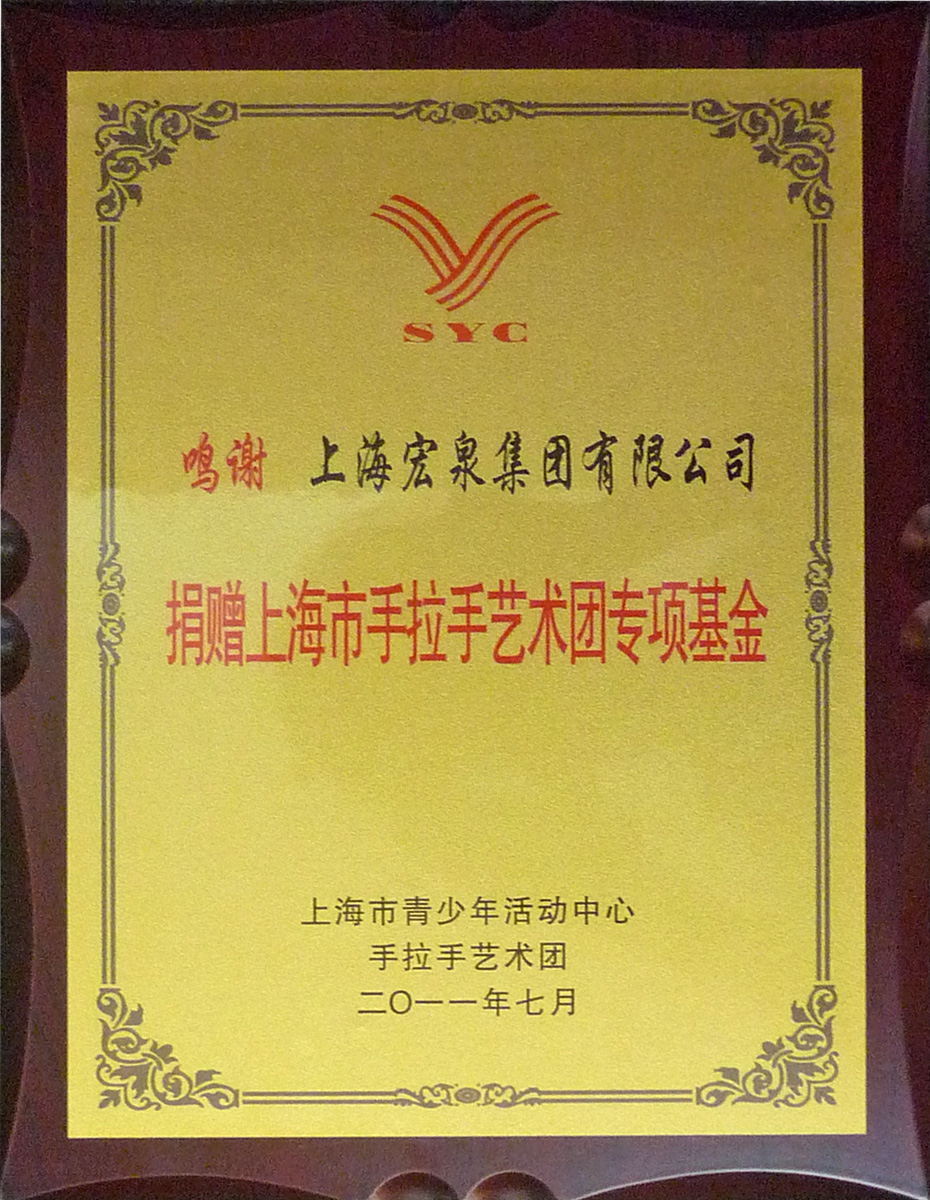 SYC
鸣谢 上海宏泉集团有限公司
捐赠上海市手拉手艺术团专项基金
上海市青少年活动中心
手拉手艺术团
二〇一一年七月